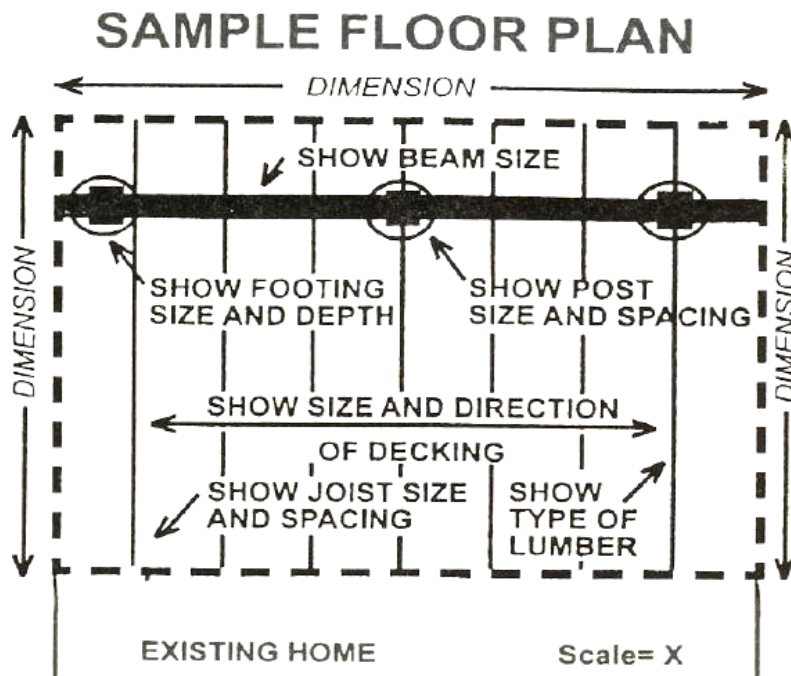 SAMPLE FLOOR PLAN
DIMENSION
SHOW BEAM SIZE
DIMENSION
DIMENSION
SHOW FOOTING
SIZE AND DEPTH
SHOW POST
SIZE AND SPACING
SHOW SIZE AND DIRECTION
OF DECKING
SHOW JOIST SIZE
AND SPACING
SHOW
TYPE OF
LUMBER
EXISTING HOME
Scale= X